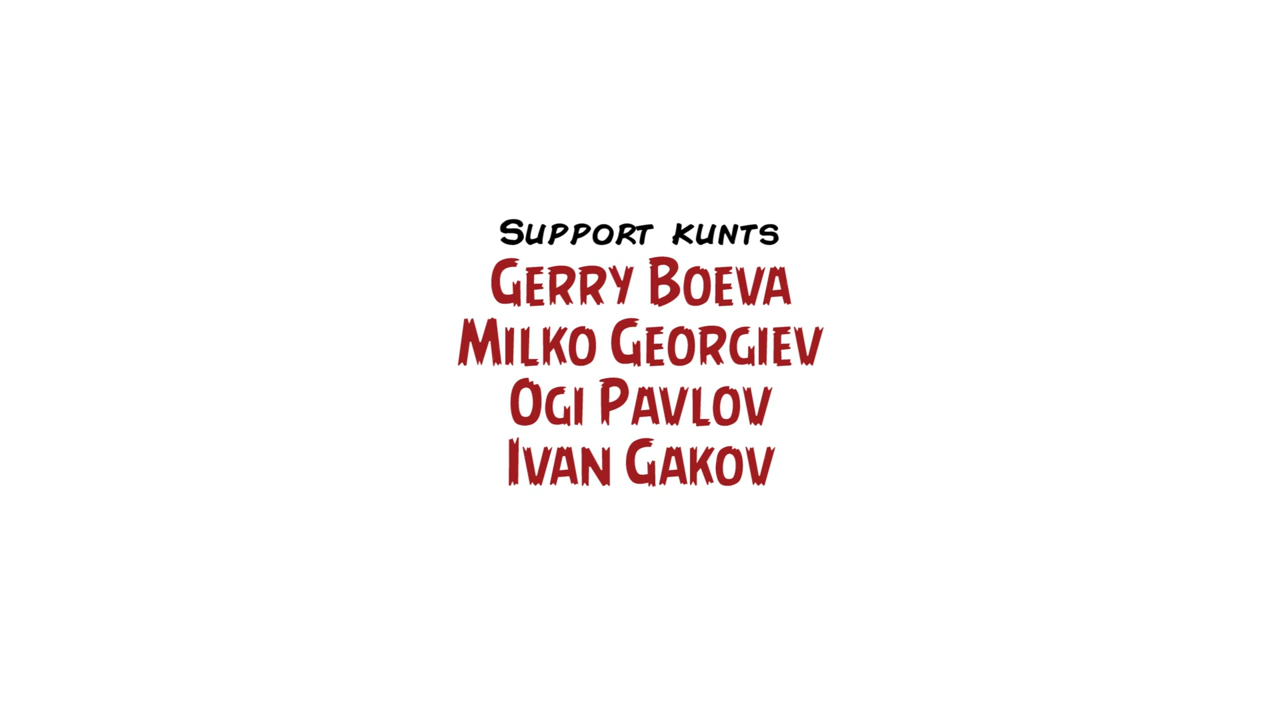 Support kunts
Gerry Boeva
Milko Georgiev
Ogi Pavlov
Ivan Gakov